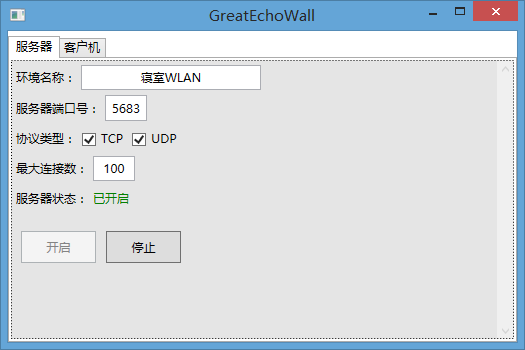 GreatEchoWall
服务器 客户机
环境名称： 寝室WLAN
服务器端口号： 5683
协议类型： TCP UDP
最大连接数： 100
服务器状态： 已开启
开启 停止